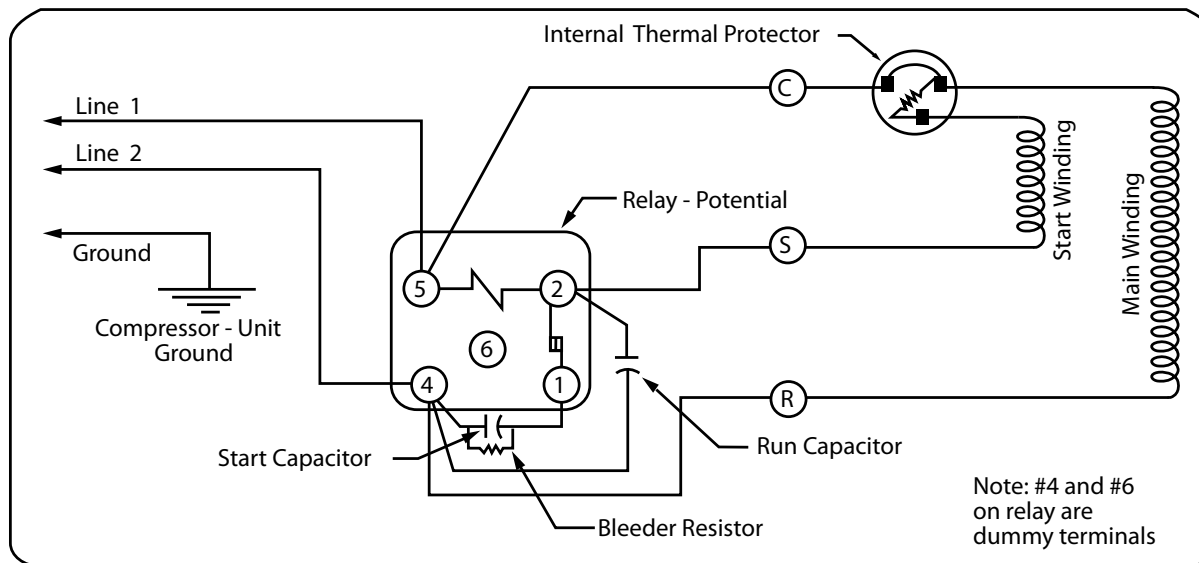 Internal Thermal Protector
C
Line 1
Line 2
Start Winding
Main Winding
Relay - Potential
S
Ground
5
2
Compressor - Unit
Ground
6
4
1
R
Start Capacitor
Run Capacitor
Bleeder Resistor
Note: #4 and #6
on relay are
dummy terminals